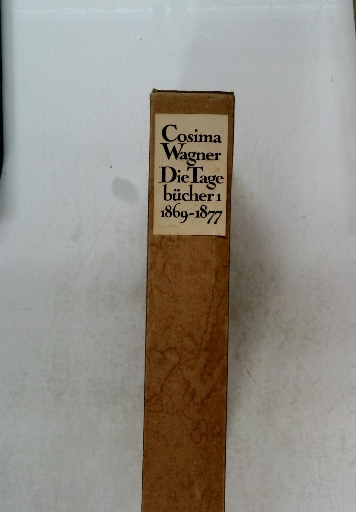 Cosima
Wagner
Die Tage
bücher 1
1869-1877